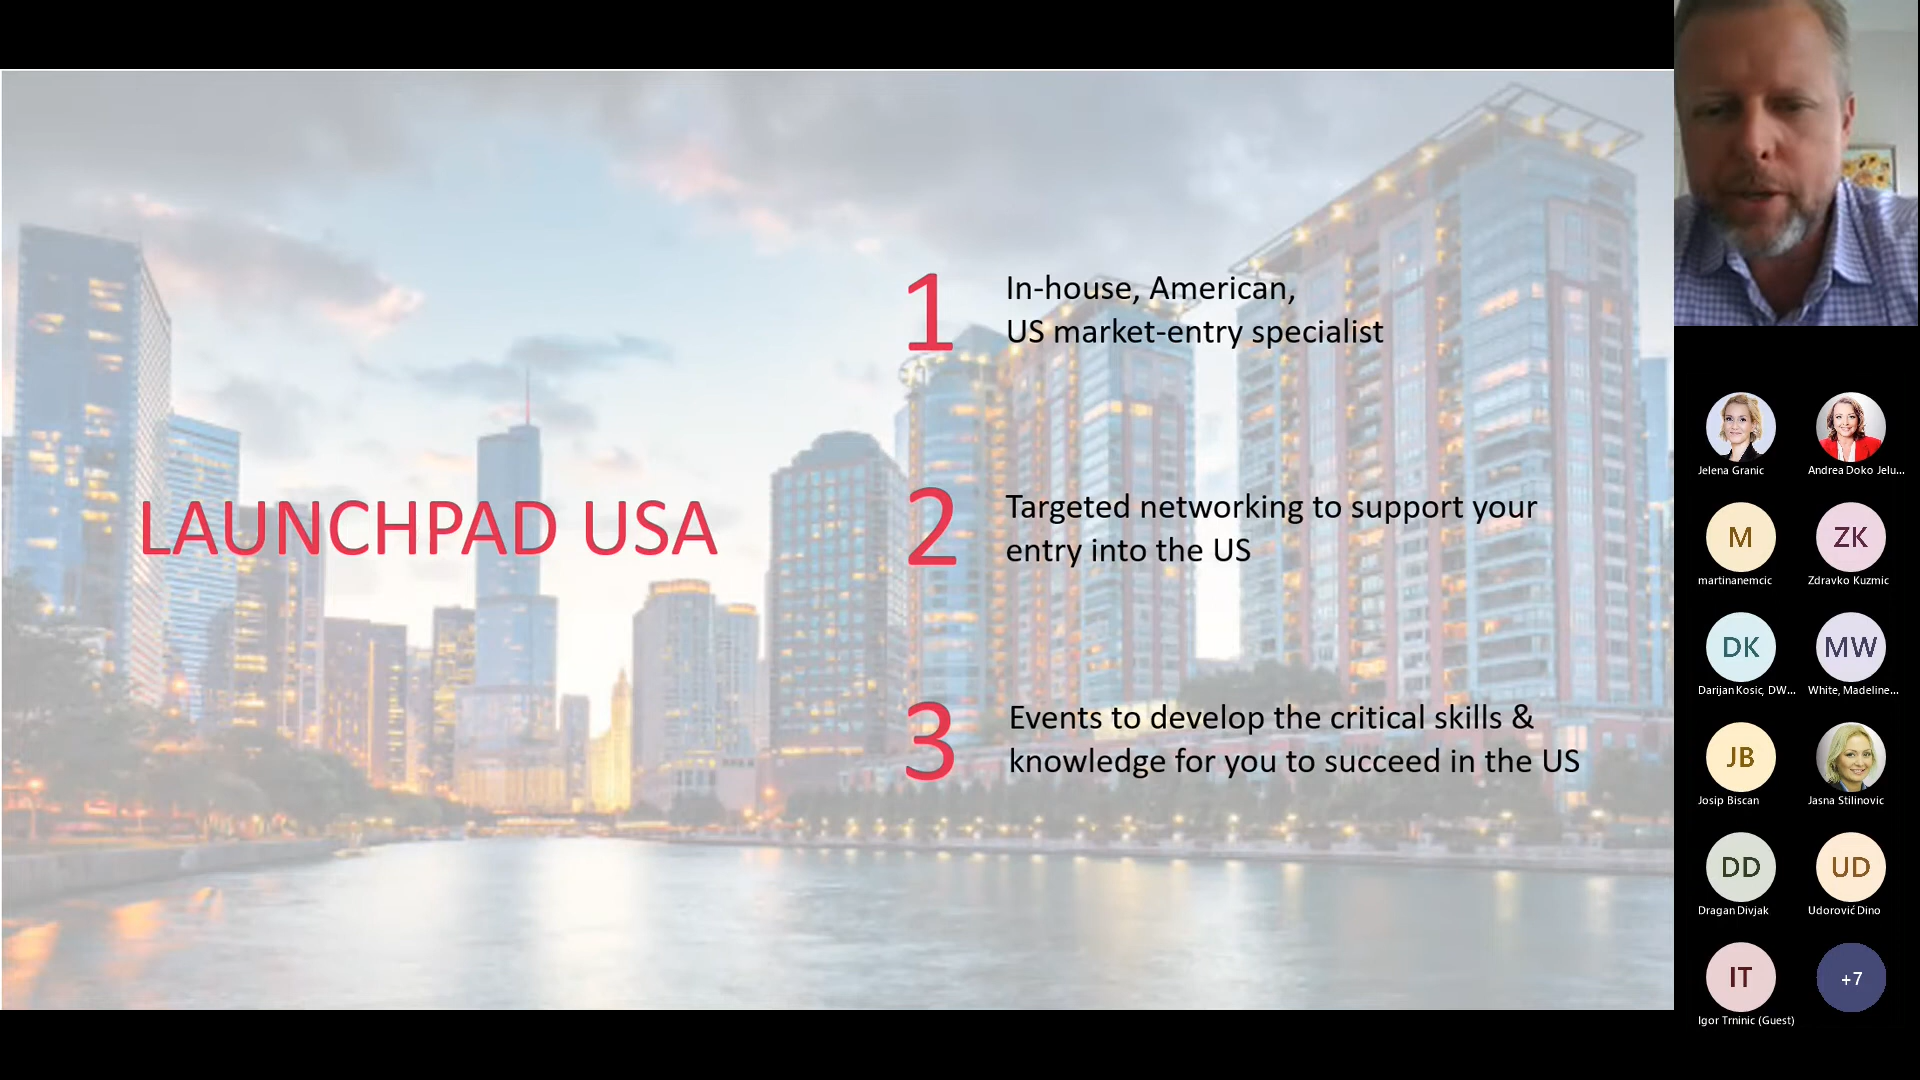 LAUNCHPAD USA
1
In-house, American,
US market-entry specialist
2
Targeted networking to support your
entry into the US
3
Events to develop the critical skills &
knowledge for you to succeed in the US
Jelena Granic
Andrea Doko Jelu...
M
martinanemcic
ZK
Zdravko Kuzmic
DK
Darijan Kosic, DW...
MW
White, Madeline...
JB
Josip Biscan
Jasna Stilinovic
DD
Dragan Divjak
UD
Udorović Dino
IT
Igor Trninic (Guest)
+7